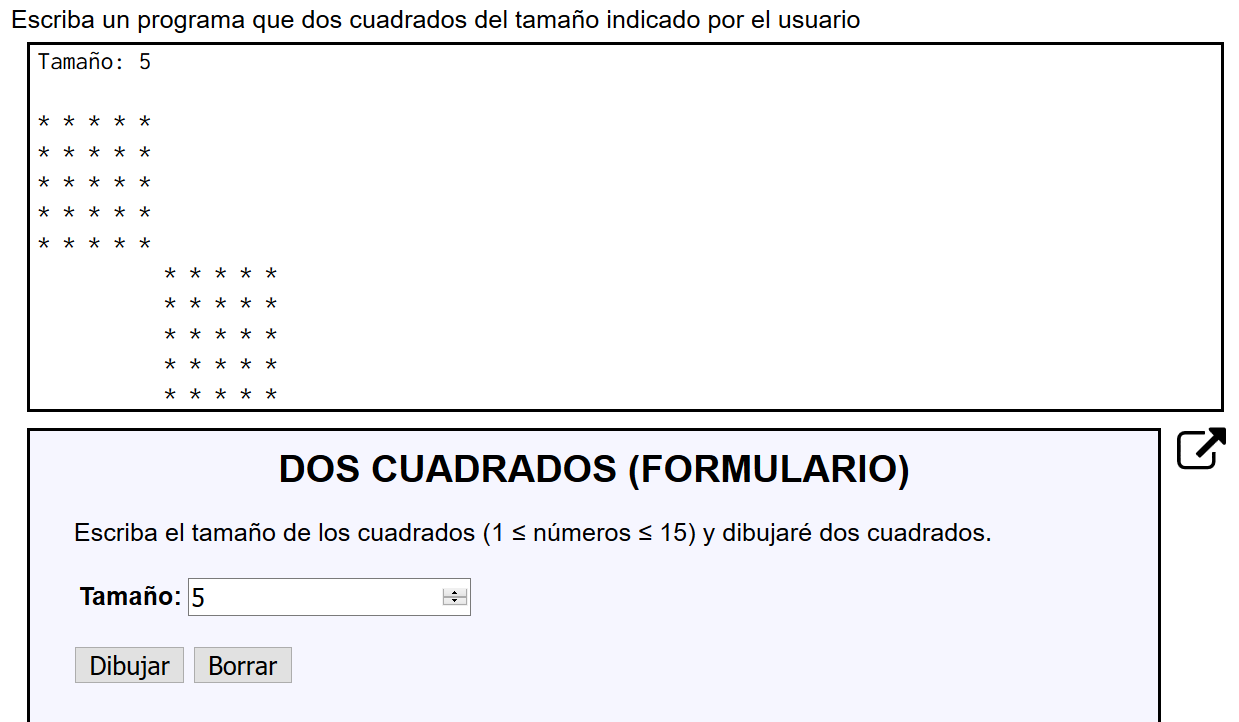 Escriba un programa que dos cuadrados del tamaño indicado por el usuario
Tamaño: 5
* * * * *
* * * * *
* * * * *
* * * * *
* * * * *
          * * * * *
          * * * * *
          * * * * *
          * * * * *
          * * * * *
DOS CUADRADOS (FORMULARIO)
Escriba el tamaño de los cuadrados (1 ≤ números ≤ 15) y dibujaré dos cuadrados.
Tamaño: 5
Dibujar Borrar